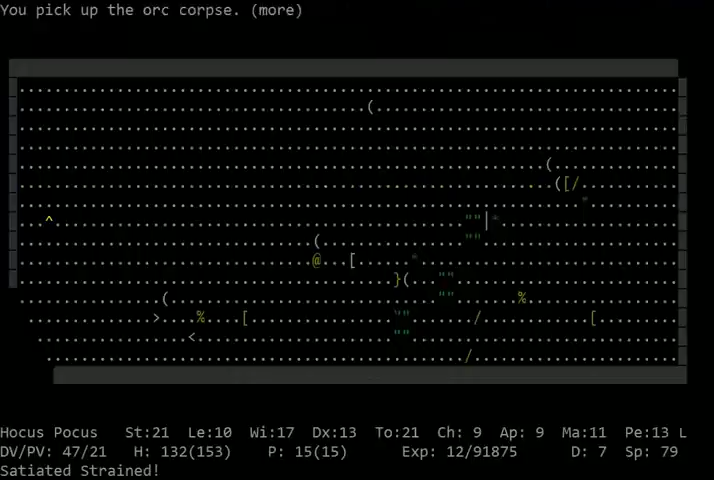 You pick up the orc corpse. (more)
Hocus Pocus St:21 Le:10 Wi:17 Dx:13 To:21 Ch: 9 Ap: 9 Ma:11 Pe:13 L
DV/PV: 47/21 H: 132(153) P: 15(15) Exp: 12/91875 D: 7 Sp: 79
Satiated Strained!